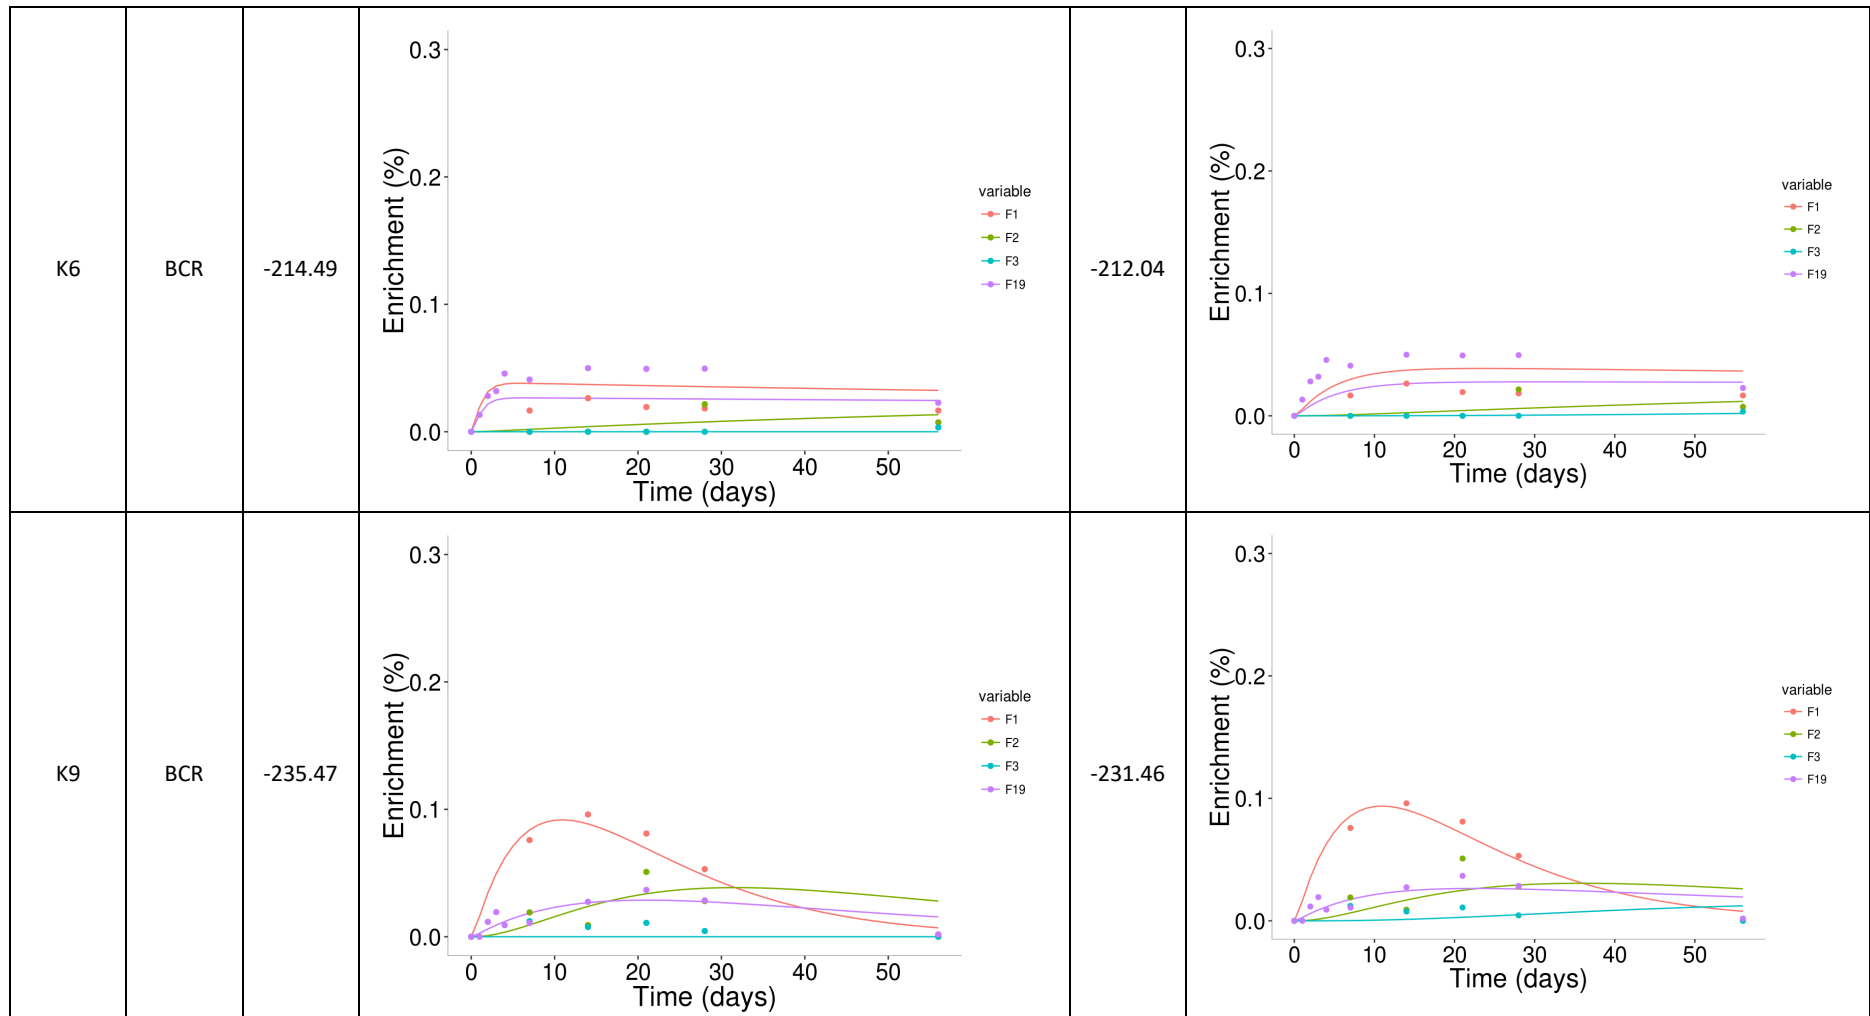 K6
BCR
-214.49
Enrichment (%)
0.3
0.2
0.1
0.0
0 10 20 30 40 50
Time (days)
variable
F1
F2
F3
F19
-212.04
Enrichment (%)
0.3
0.2
0.1
0.0
0 10 20 30 40 50
Time (days)
variable
F1
F2
F3
F19
K9
BCR
-235.47
Enrichment (%)
0.3
0.2
0.1
0.0
0 10 20 30 40 50
Time (days)
variable
F1
F2
F3
F19
-231.46
Enrichment (%)
0.3
0.2
0.1
0.0
0 10 20 30 40 50
Time (days)
variable
F1
F2
F3
F19